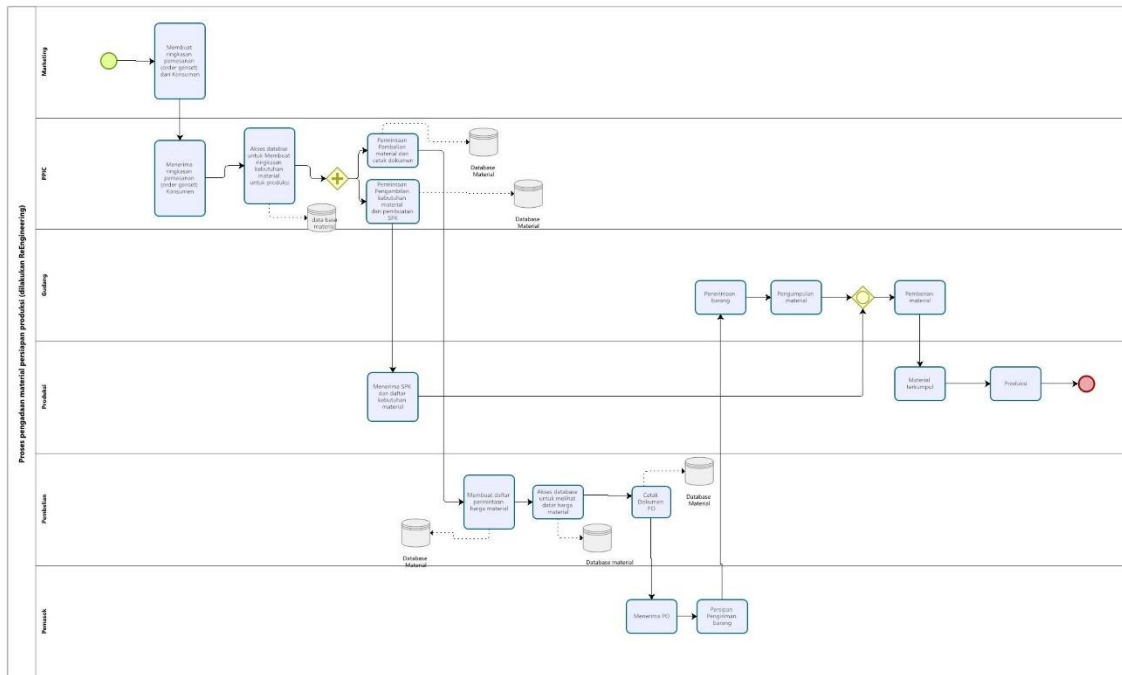 Proses pengadaan material persiapan produksi (dilakukan ReEngineering)
Marketing
Membuat
ringkasan
pemesanan
(order genset)
dari Konsumen
PPIC
Menerima
ringkasan
pemesanan
(order genset)
Konsumen
Akses databse
untuk Membuat
ringkasan
kebutuhan
material
untuk produksi
data base
material
Permintaan
Pembelian
material dan
cetak dokumen
Database
Material
Permintaan
Pengambilan
kebutuhan
material
dan pembuatan
SPK
Database
Material
Gudang
Penerimaan
barang
Pengumpulan
material
Pemberian
material
Produksi
Menerima SPK
dan daftar
kebutuhan
material
Material
terkumpul
Produksi
Pembelian
Membuat daftar
permintaan
harga material
Database
Material
Akses database
untuk melihat
datar harga
material
Database material
Cetak
Dokumen
PO
Database
Material
Pemasok
Menerima PO
Persipan
Pengiriman
barang